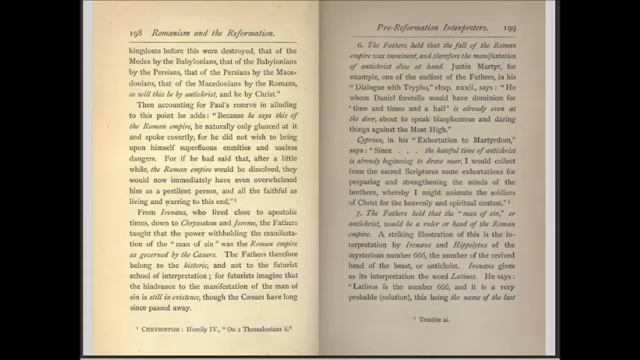 198 Romanism and the Reformation.
kingdoms before this were destroyed, that of the
Medes by the Babylonians, that of the Babylonians
by the Persians, that of the Persians by the Mace-
donians, that of the Macedonians by the Romans,
so will this be by antichrist, and he by Christ."
Then accounting for Paul's reserve in alluding
to this point he adds: "Because he says this of
the Roman empire, he naturally only glanced at it
and spoke covertly, for he did not wish to bring
upon himself superfluous enmities and useless
dangers. For if he had said that, after a little
while, the Roman empire would be dissolved, they
would now immediately have even overwhelmed
him as a pestilent person, and all the faithful as
living and warring to this end."¹
From Irenæus, who lived close to apostolic
times, down to Chrysostom and Jerome, the Fathers
taught that the power withholding the manifesta-
tion of the "man of sin" was the Roman empire
as governed by the Cæsars. The Fathers therefore
belong to the historic, and not to the futurist
school of interpretation; for futurists imagine that
the hindrance to the manifestation of the man of
sin is still in existence, though the Cæsars have long
since passed away.
¹ CHRYSOSTOM: Homily IV., "On 2 Thessalonians ii."
Pre-Reformation Interpreters. 199
6. The Fathers held that the fall of the Roman
empire was imminent, and therefore the manifestation
of antichrist close at hand. Justin Martyr, for
example, one of the earliest of the Fathers, in his
"Dialogue with Trypho," chap. xxxii., says: "He
whom Daniel foretells would have dominion for
'time and times and a half' is already even at
the door, about to speak blasphemous and daring
things against the Most High."
Cyprian, in his "Exhortation to Martyrdom,"
says: "Since . . . the hateful time of antichrist
is already beginning to draw near, I would collect
from the sacred Scriptures some exhortations for
preparing and strengthening the minds of the
brethren, whereby I might animate the soldiers
of Christ for the heavenly and spiritual contest."¹
7. The Fathers held that the "man of sin," or
antichrist, would be a ruler or head of the Roman
empire. A striking illustration of this is the in-
terpretation by Irenæus and Hippolytus of the
mysterious number 666, the number of the revived
head of the beast, or antichrist. Irenæus gives
as its interpretation the word Latinos. He says:
"Latinos is the number 666, and it is a very
probable (solution), this being the name of the last
¹ Treatise xi.